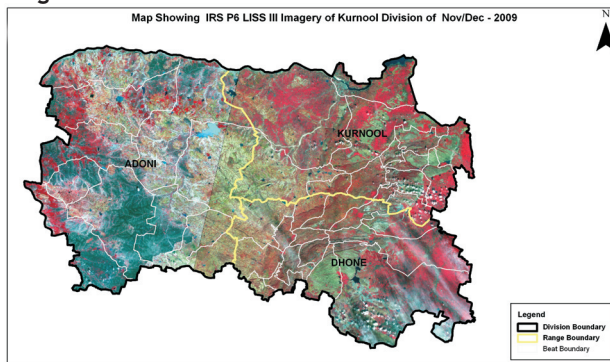 Map Showing IRS P6 LISS III Imagery of Kurnool Division of Nov/Dec - 2009
N
KURNOOL
ADONI
DHONE
Legend
Division Boundary
Range Boundary
Beat Boundary